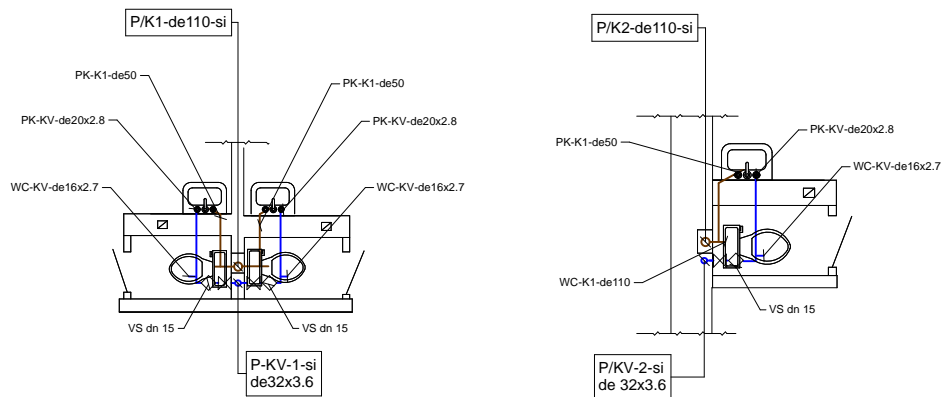 P/K1-de110-si
PK-K1-de50
PK-K1-de50
PK-KV-de20x2.8
PK-KV-de20x2.8
WC-KV-de16x2.7
WC-KV-de16x2.7
VS dn 15
VS dn 15
P-KV-1-si
de32x3.6
P/K2-de110-si
PK-KV-de20x2.8
PK-K1-de50
WC-KV-de16x2.7
WC-K1-de110
VS dn 15
P/KV-2-si
de 32x3.6